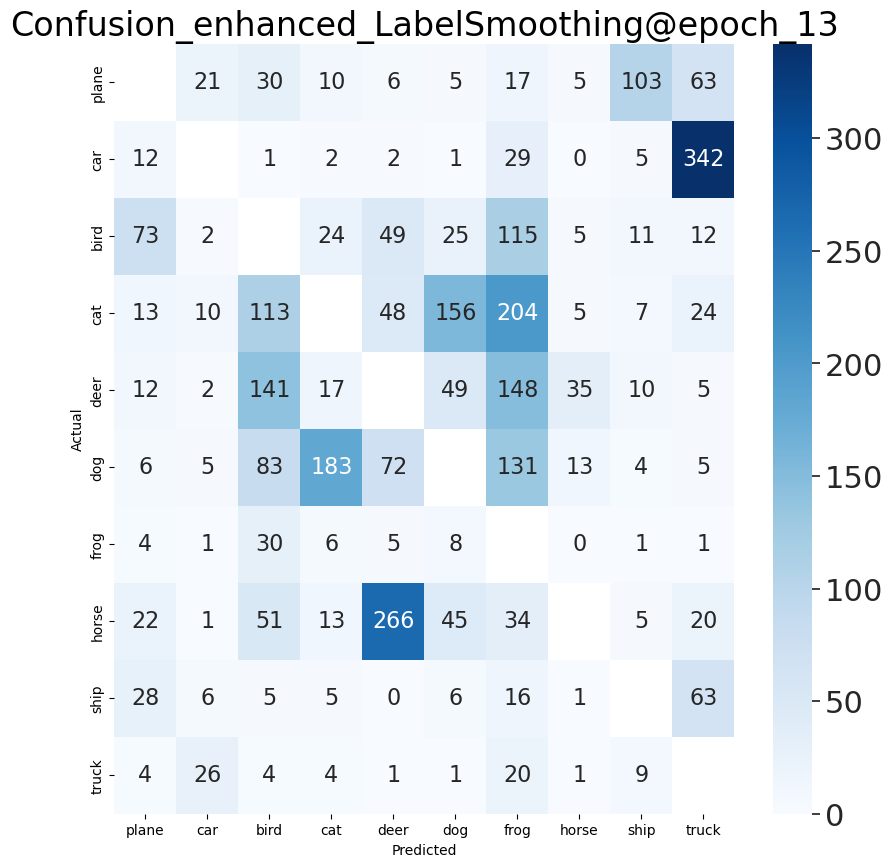 Confusion_enhanced_LabelSmoothing@epoch_13
plane 21 30 10 6 5 17 5 103 63
car 12 1 2 2 1 29 0 5 342
bird 73 2 24 49 25 115 5 11 12
cat 13 10 113 48 156 204 5 7 24
deer 12 2 141 17 49 148 35 10 5
dog 6 5 83 183 72 131 13 4 5
frog 4 1 30 6 5 8 0 1 1
horse 22 1 51 13 266 45 34 5 20
ship 28 6 5 5 0 6 16 1 63
truck 4 26 4 4 1 1 20 1 9
Actual
plane car bird cat deer dog frog horse ship truck
Predicted
300
250
200
150
100
50
0